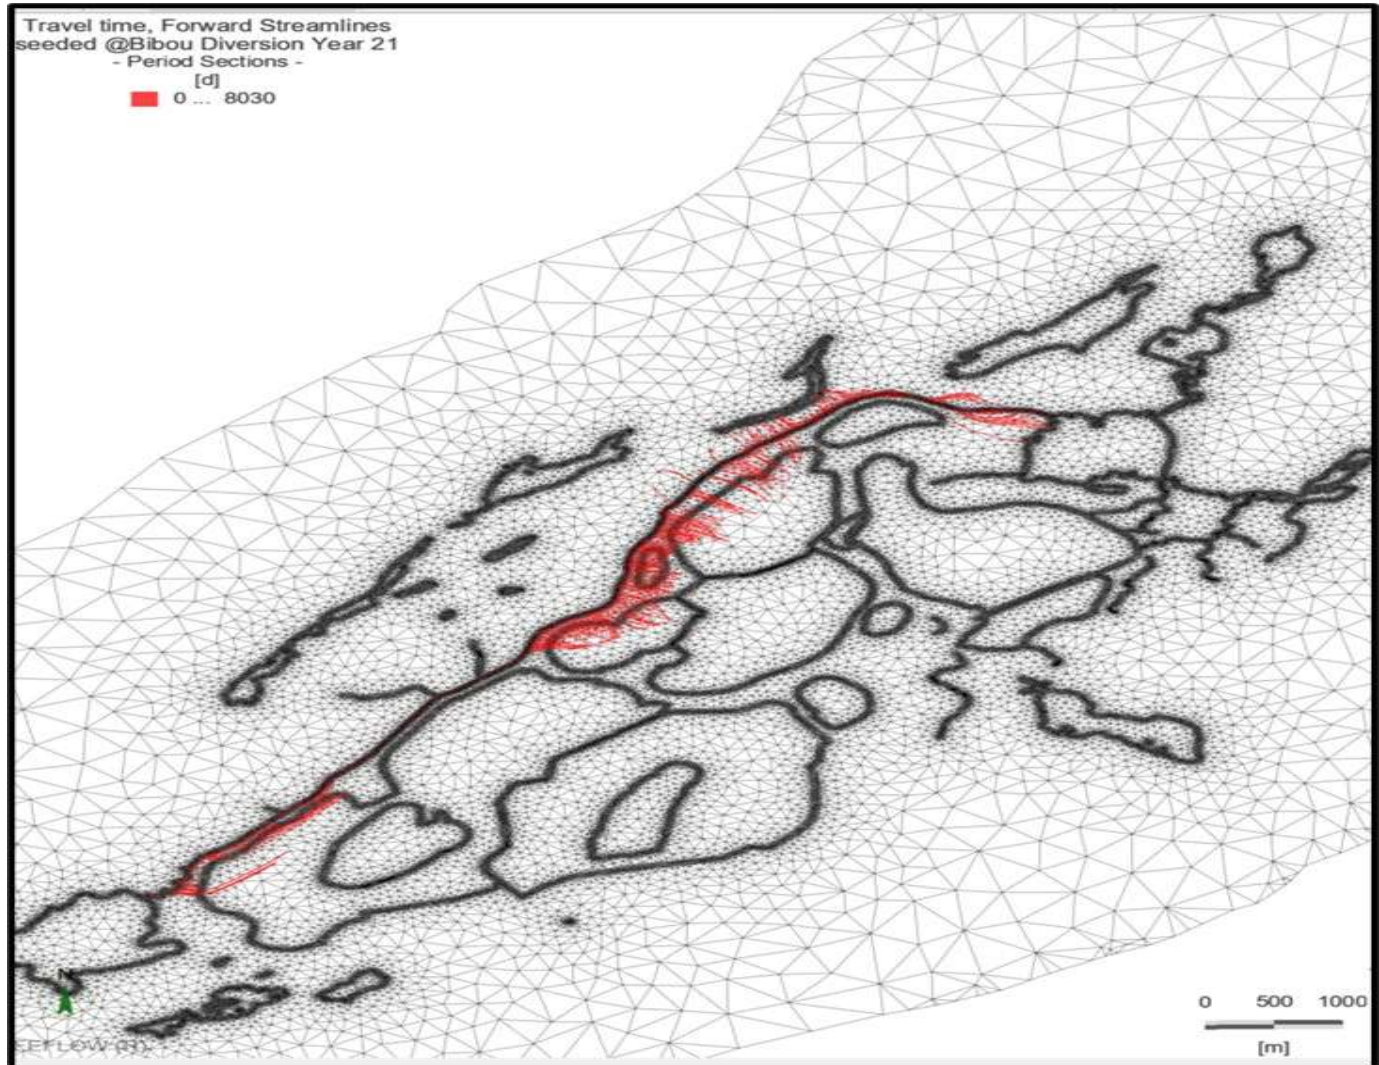 Travel time, Forward Streamlines
seeded @Bibou Diversion Year 21
- Period Sections -
[d]
0 ... 8030
N
0 500 1000
[m]